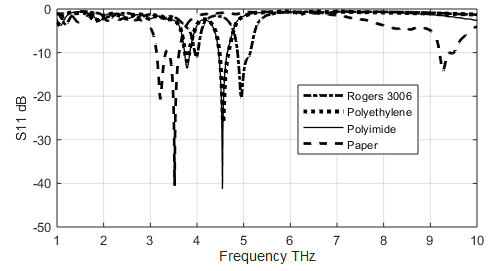 0
-10
-20
-30
-40
-50
S11 dB
Rogers 3006
Polyethylene
Polyimide
Paper
1 2 3 4 5 6 7 8 9 10
Frequency THz